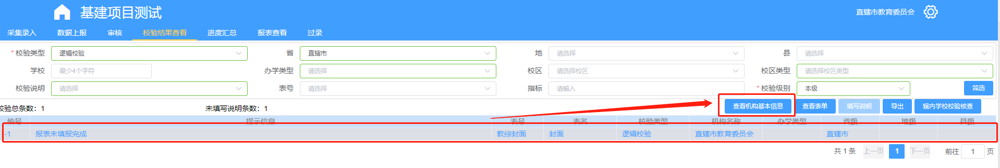 基建项目测试
直辖市教育委员会
采集录入 数据上报 审核 校验结果查看 进度汇总 报表查看 过录
* 校验类型 逻辑校验 省 直辖市 地 请选择 县 请选择
学校 最少4个字符 办学类型 请选择 校区 请选择校区 校区类型 请选择校区类型
校验说明 请选择 表号 请选择 指标 请输入 * 校验级别 本级 筛选
校验总条数：1 未填写说明条数：1 查看机构基本信息 查看表单 填写说明 导出 辖内学校校验核查
编号 提示信息 表号 表名 校验类型 机构名称 办学类型 省级 地级 县级
-1 报表未填报完成 教综封面 封面 逻辑校验 直辖市教育委员会 直辖市
共 1 条 上一页 1 下一页 前往 1 页